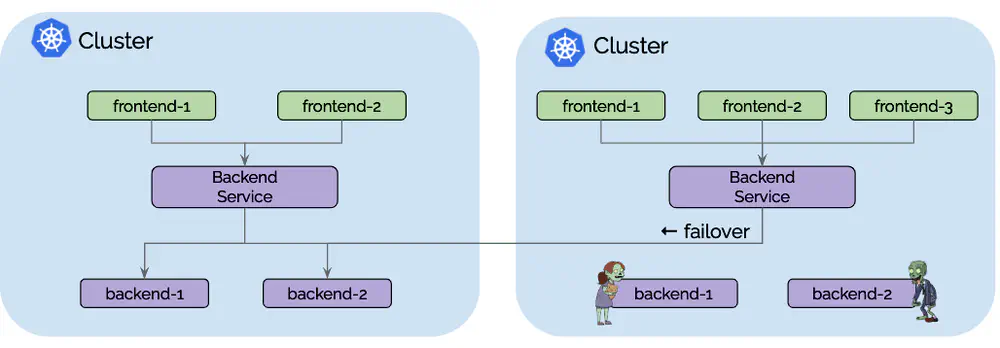 Cluster
frontend-1
frontend-2
Backend
Service
backend-1
backend-2
Cluster
frontend-1
frontend-2
frontend-3
Backend
Service
← failover
backend-1
backend-2